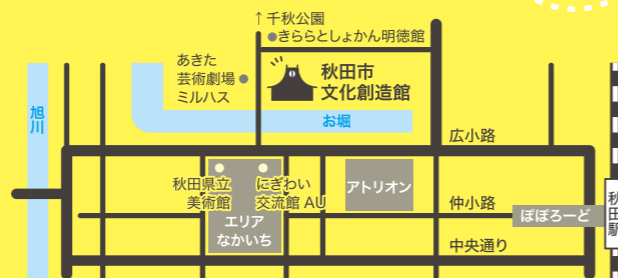 ↑千秋公園
●きららとしょかん明徳館
あきた
芸術劇場●
ミルハス
秋田市
文化創造館
旭川
お堀
広小路
秋田県立
美術館
にぎわい
交流館 AU
アトリオン
エリア
なかいち
仲小路
ぽぽろーど
秋田駅
中央通り